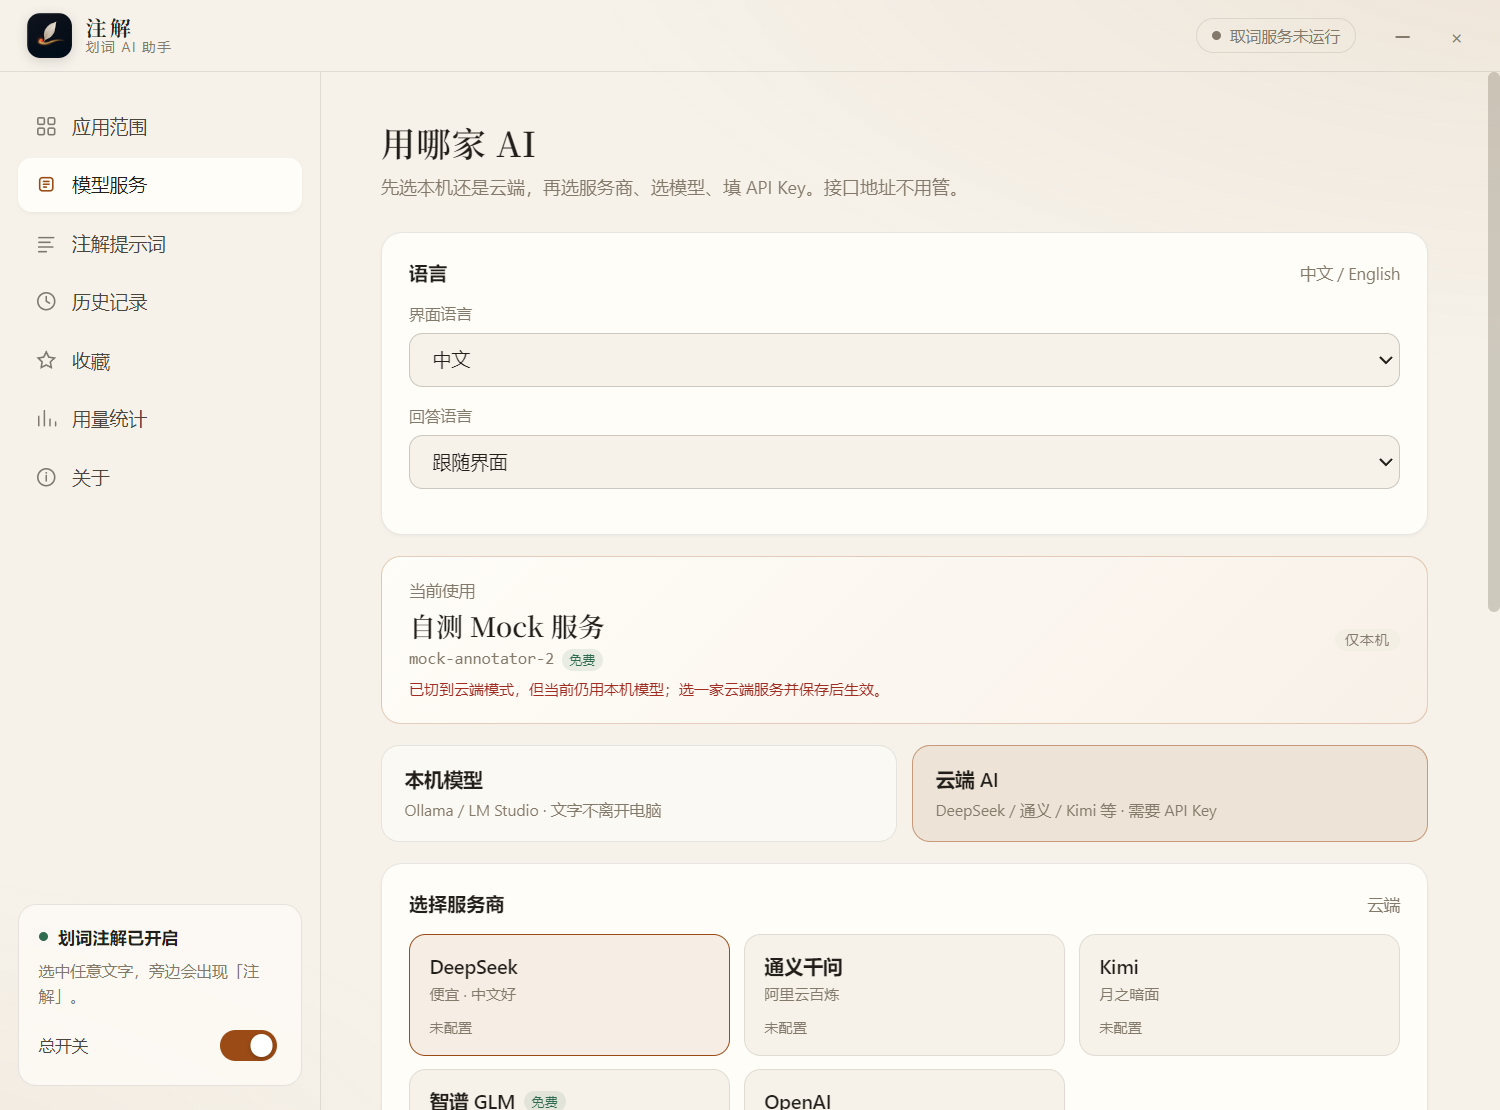 注解
划词 AI 助手
取词服务未运行
应用范围
模型服务
注解提示词
历史记录
收藏
用量统计
关于
划词注解已开启
选中任意文字，旁边会出现「注
解」。
总开关
用哪家 AI
先选本机还是云端，再选服务商、选模型、填 API Key。接口地址不用管。
语言
中文 / English
界面语言
中文
回答语言
跟随界面
当前使用
自测 Mock 服务
mock-annotator-2 免费
已切到云端模式，但当前仍用本机模型；选一家云端服务并保存后生效。
仅本机
本机模型
Ollama / LM Studio · 文字不离开电脑
云端 AI
DeepSeek / 通义 / Kimi 等 · 需要 API Key
选择服务商
云端
DeepSeek
便宜 · 中文好
未配置
通义千问
阿里云百炼
未配置
Kimi
月之暗面
未配置
智谱 GLM 免费
OpenAI